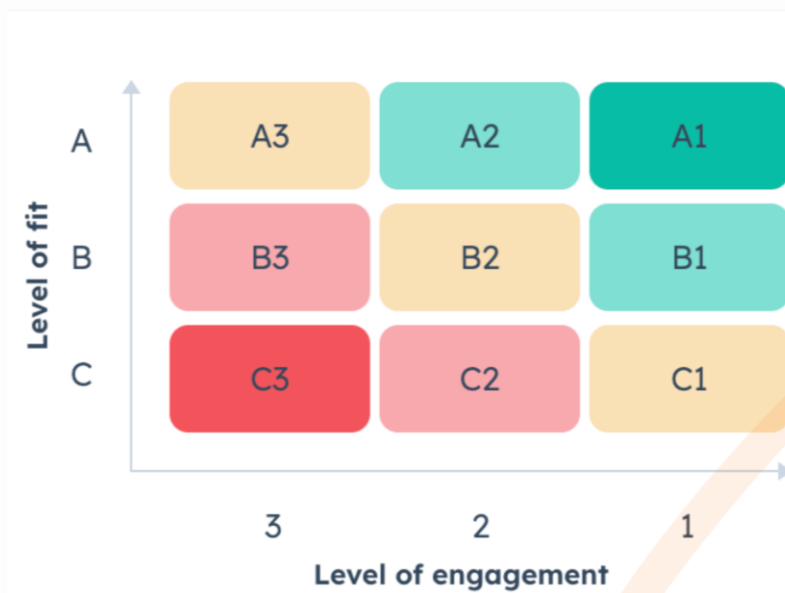 A
A3
A2
A1
Level of fit
B
B3
B2
B1
C
C3
C2
C1
3
2
1
Level of engagement